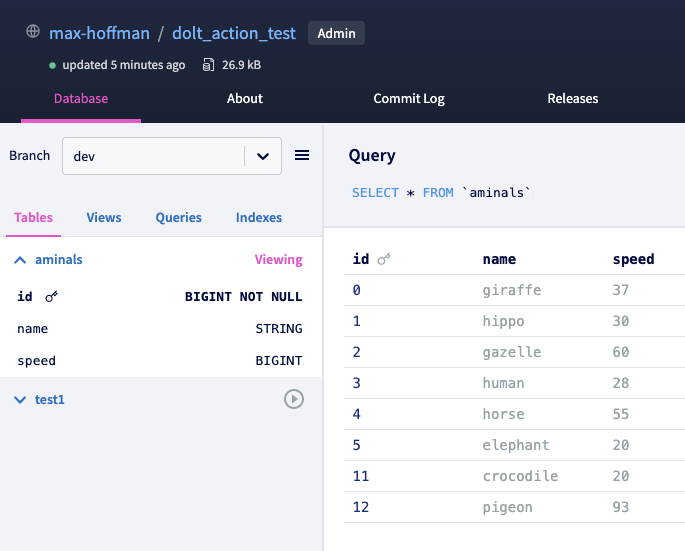 max-hoffman / dolt_action_test Admin
updated 5 minutes ago 26.9 kB
Database About Commit Log Releases
Branch dev
Tables Views Queries Indexes
aminals Viewing
id BIGINT NOT NULL
name STRING
speed BIGINT
test1
Query
SELECT * FROM `aminals`
id name speed
0 giraffe 37
1 hippo 30
2 gazelle 60
3 human 28
4 horse 55
5 elephant 20
11 crocodile 20
12 pigeon 93